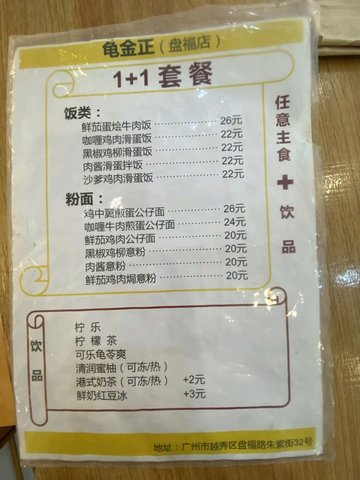 龟金正（盘福店）
1+1 套餐
饭类：
鲜茄蛋烩牛肉饭 26元
咖喱鸡肉滑蛋饭 22元
黑椒鸡柳滑蛋饭 22元
肉酱滑蛋拌饭 22元
沙爹鸡肉滑蛋饭 22元
粉面：
鸡中翼煎蛋公仔面 26元
咖喱牛肉煎蛋公仔面 24元
鲜茄鸡肉公仔面 20元
黑椒鸡柳意粉 20元
肉酱意粉 20元
鲜茄鸡肉焗意粉 20元
任意主食+饮品
饮品
柠乐
柠檬茶
可乐龟苓爽
清润蜜柚（可冻/热）
港式奶茶（可冻/热） +2元
鲜奶红豆冰 +3元
地址：广州市越秀区盘福路朱紫街32号